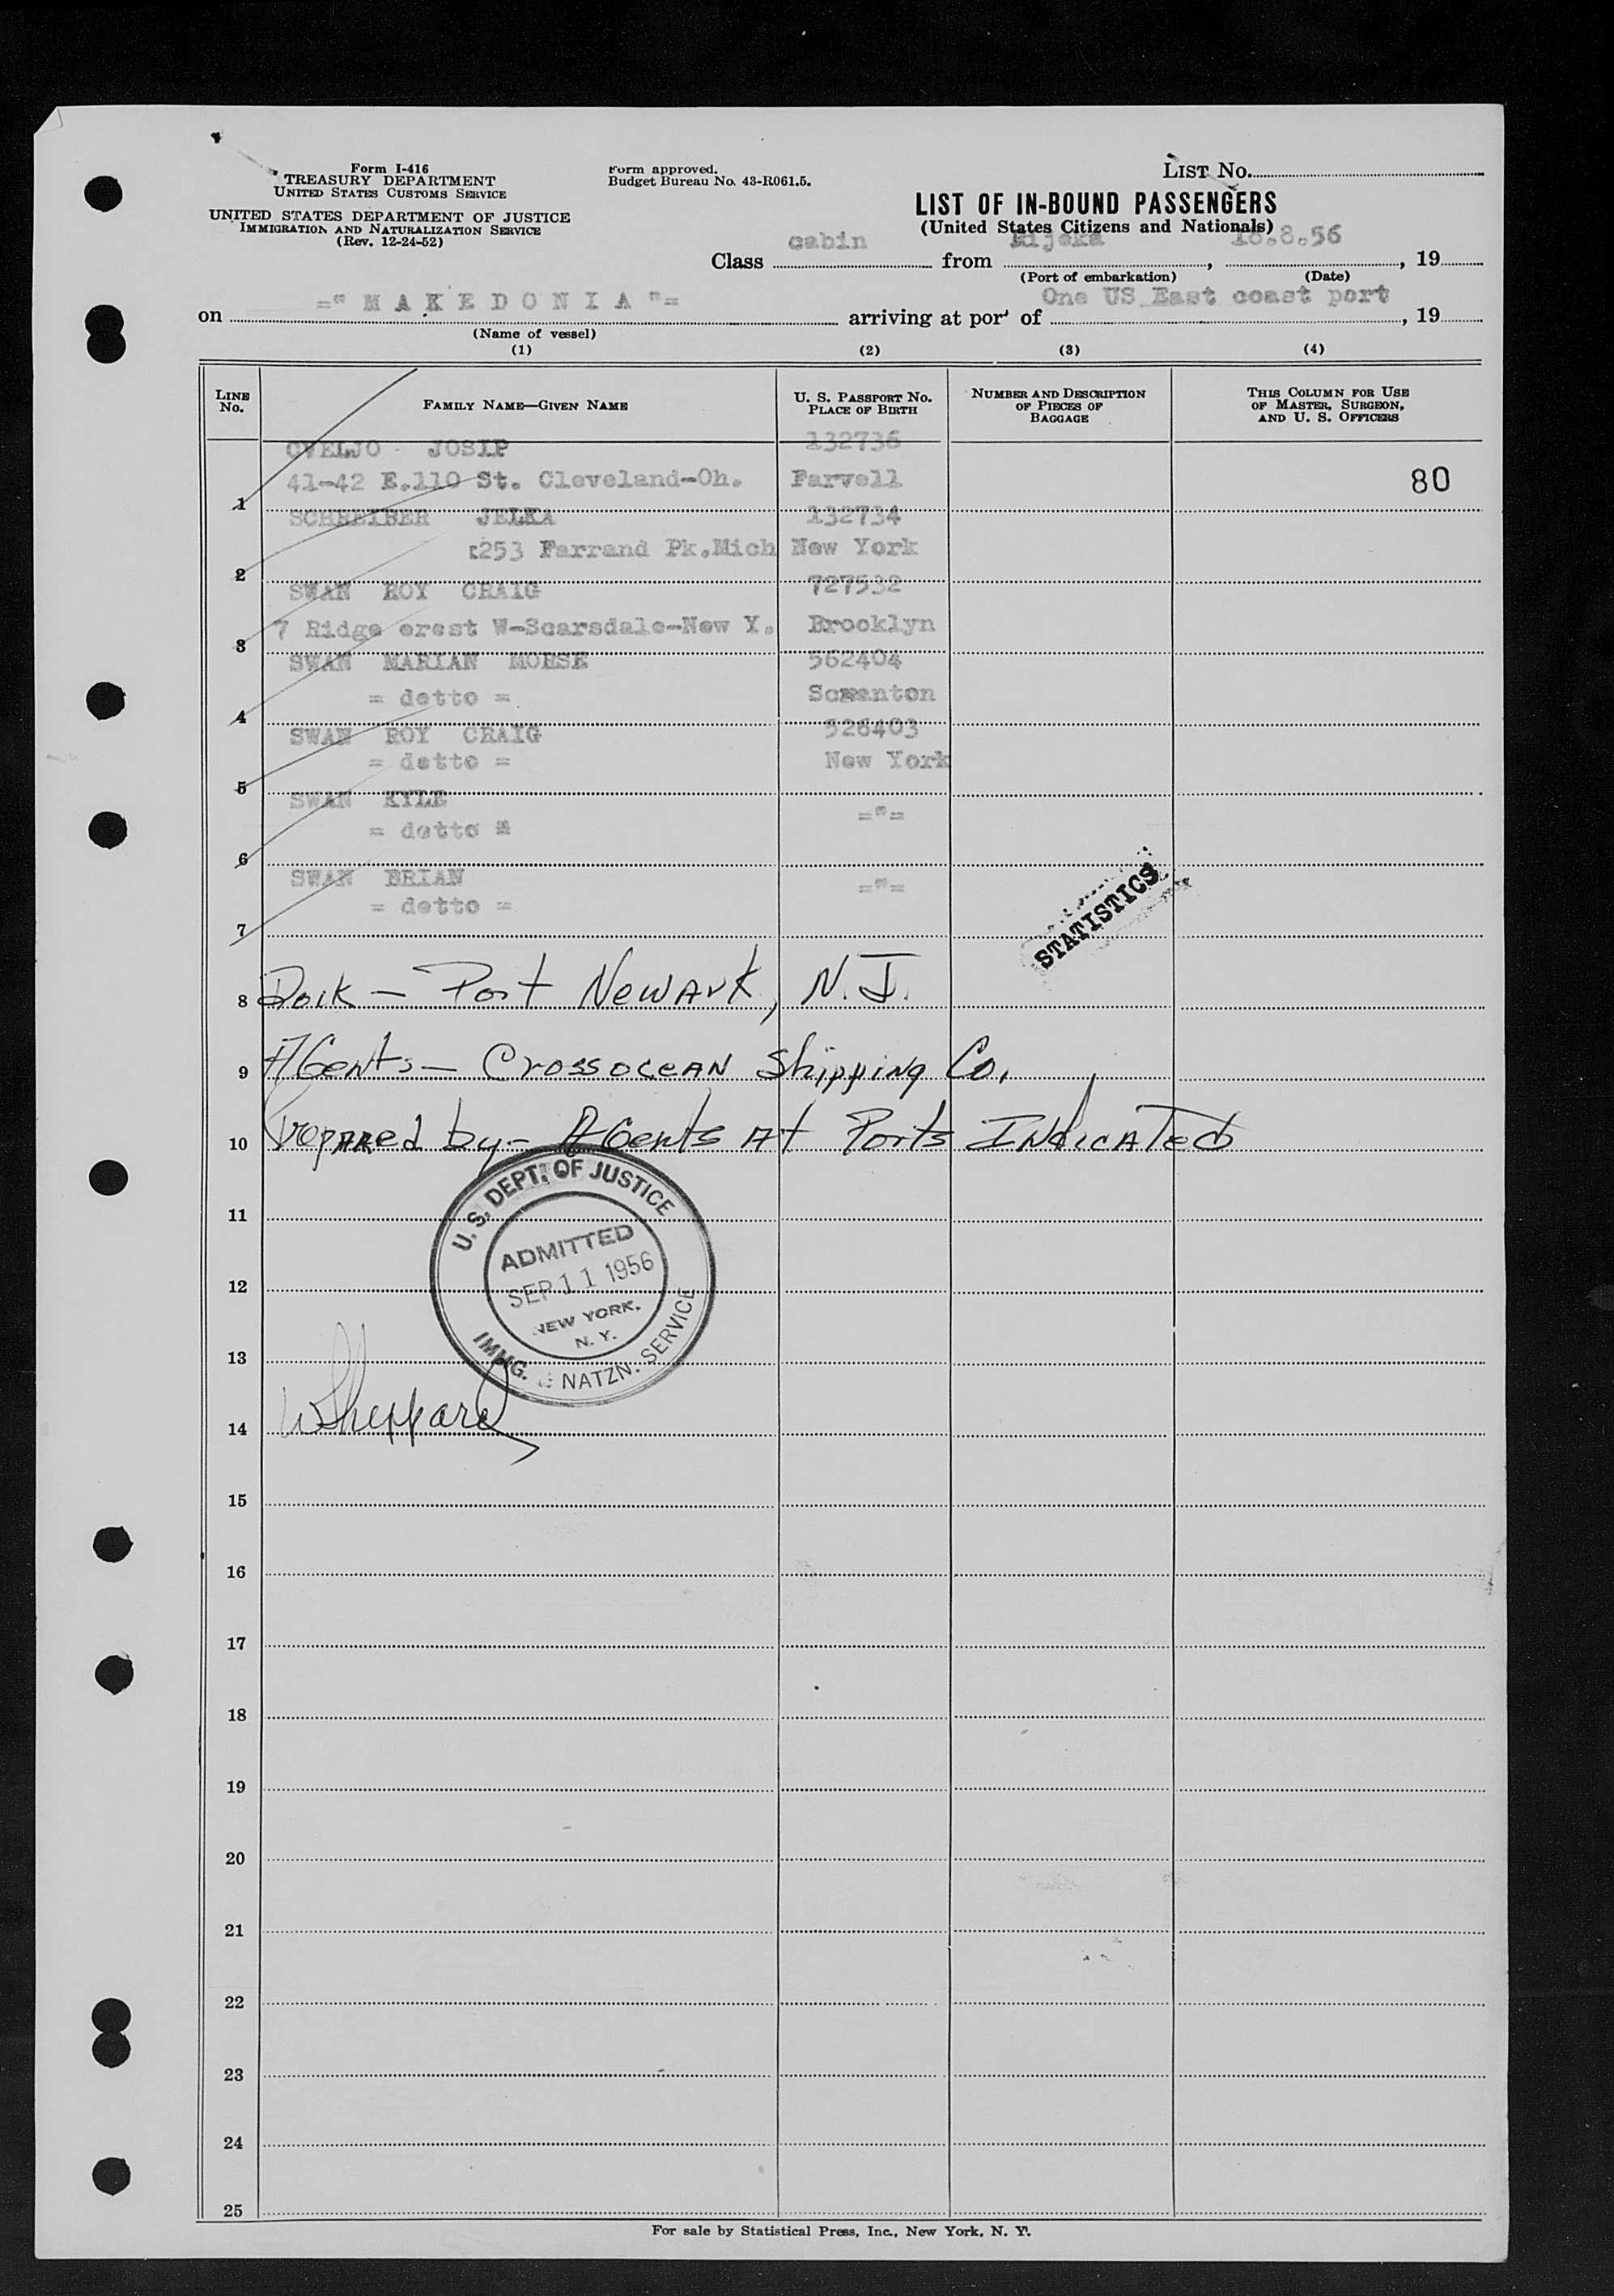 Form I-416
TREASURY DEPARTMENT
UNITED STATES CUSTOMS SERVICE
UNITED STATES DEPARTMENT OF JUSTICE
IMMIGRATION AND NATURALIZATION SERVICE
(Rev. 12-24-52)
Form approved.
Budget Bureau No. 43-R061.5.
LIST No.
LIST OF IN-BOUND PASSENGERS
(United States Citizens and Nationals)
Class cabin from Rijeka, 18.8.56, 19
(Port of embarkation) (Date)
on =" M A K E D O N I A "= arriving at por' of One US East coast port, 19
(Name of vessel)
(1) (2) (3) (4)
LINE No. FAMILY NAME—GIVEN NAME U. S. PASSPORT No. PLACE OF BIRTH NUMBER AND DESCRIPTION OF PIECES OF BAGGAGE THIS COLUMN FOR USE OF MASTER, SURGEON, AND U. S. OFFICERS
CVELJO JOSIP 132736
1 41-42 E.110 St. Cleveland-Oh. Farvell 80
SCHREIBER JELKA 132734
2 253 Farrand Pk.Mich New York
SWAN ROY CRAIG 727532
3 7 Ridge crest W-Scarsdale-New Y. Brooklyn
SWAN MARIAN MORSE 562404
4 = detto = Scranton
SWAN ROY CRAIG 526403
5 = detto = New York
SWAN KYLE
6 = detto = ="=
SWAN BRIAN
7 = detto = ="=
STATISTICS
8 Dock - Port Newark, N.J.
9 AGents - Crossocean Shipping Co.
10 Prepared by - AGents At Ports Indicated
11
U. S. DEPT. OF JUSTICE
ADMITTED
12
SEP 11 1956
NEW YORK.
N. Y.
13
IMMG. & NATZN. SERVICE
14 W Sheppard
15
16
17
18
19
20
21
22
23
24
25
For sale by Statistical Press, Inc., New York, N. Y.